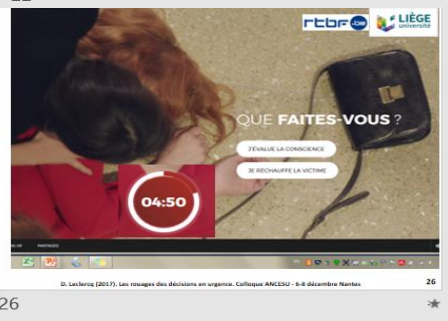 rtbf.be LIÈGE
université
QUE FAITES-VOUS ?
J'ÉVALUE LA CONSCIENCE
JE RÉCHAUFFE LA VICTIME
04:50
PARTAGEZ
D. Leclercq (2017). Les rouages des décisions en urgence. Colloque ANCESU - 6-8 décembre Nantes 26
26